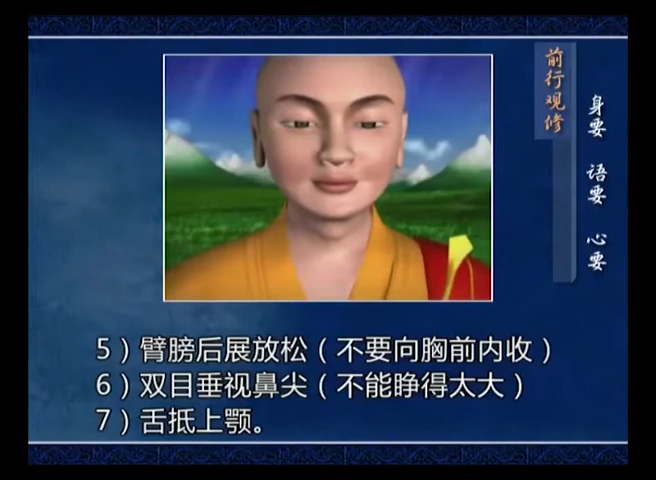 前行观修
身要 语要 心要
5）臂膀后展放松（不要向胸前内收）
6）双目垂视鼻尖（不能睁得太大）
7）舌抵上颚。